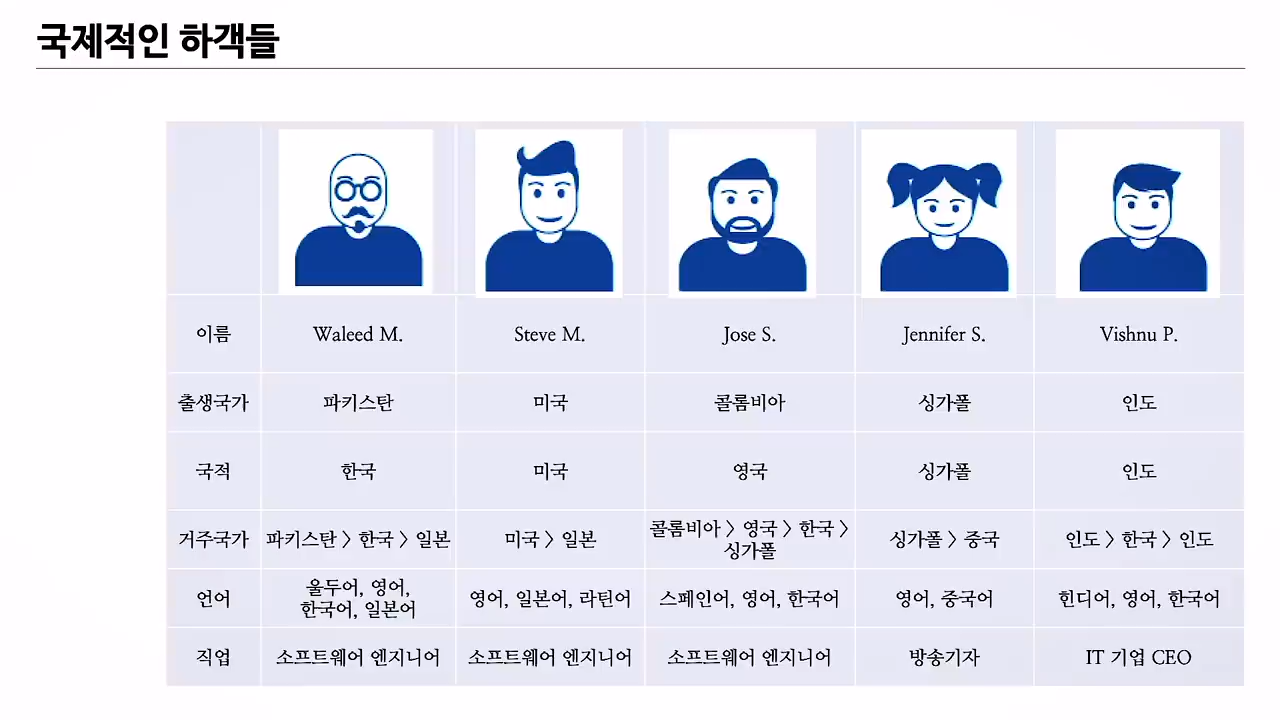 국제적인 하객들
이름 Waleed M. Steve M. Jose S. Jennifer S. Vishnu P.
출생국가 파키스탄 미국 콜롬비아 싱가폴 인도
국적 한국 미국 영국 싱가폴 인도
거주국가 파키스탄 > 한국 > 일본 미국 > 일본 콜롬비아 > 영국 > 한국 > 싱가폴 싱가폴 > 중국 인도 > 한국 > 인도
언어 울두어, 영어, 한국어, 일본어 영어, 일본어, 라틴어 스페인어, 영어, 한국어 영어, 중국어 힌디어, 영어, 한국어
직업 소프트웨어 엔지니어 소프트웨어 엔지니어 소프트웨어 엔지니어 방송기자 IT 기업 CEO